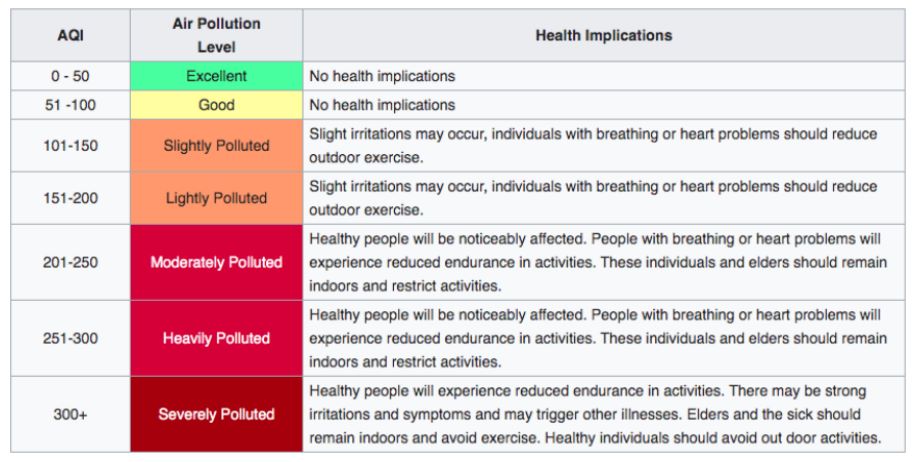 AQI
Air Pollution
Level
Health Implications
0 - 50
Excellent
No health implications
51 -100
Good
No health implications
101-150
Slightly Polluted
Slight irritations may occur, individuals with breathing or heart problems should reduce
outdoor exercise.
151-200
Lightly Polluted
Slight irritations may occur, individuals with breathing or heart problems should reduce
outdoor exercise.
201-250
Moderately Polluted
Healthy people will be noticeably affected. People with breathing or heart problems will
experience reduced endurance in activities. These individuals and elders should remain
indoors and restrict activities.
251-300
Heavily Polluted
Healthy people will be noticeably affected. People with breathing or heart problems will
experience reduced endurance in activities. These individuals and elders should remain
indoors and restrict activities.
300+
Severely Polluted
Healthy people will experience reduced endurance in activities. There may be strong
irritations and symptoms and may trigger other illnesses. Elders and the sick should
remain indoors and avoid exercise. Healthy individuals should avoid out door activities.